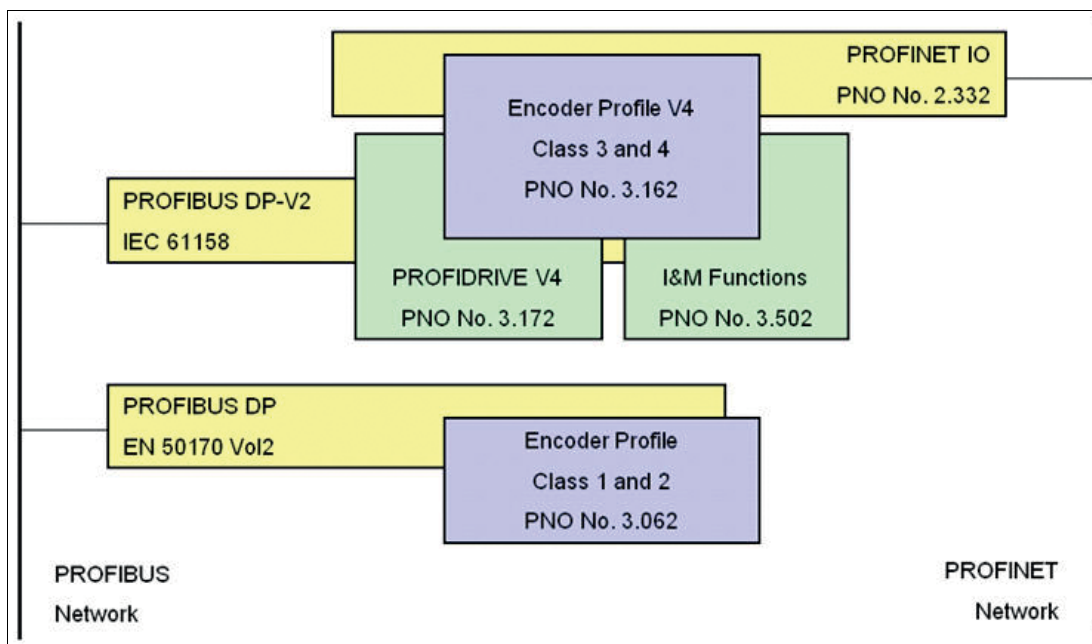 PROFINET IO
PNO No. 2.332
Encoder Profile V4
Class 3 and 4
PNO No. 3.162
PROFIBUS DP-V2
IEC 61158
PROFIDRIVE V4
PNO No. 3.172
I&M Functions
PNO No. 3.502
PROFIBUS DP
EN 50170 Vol2
Encoder Profile
Class 1 and 2
PNO No. 3.062
PROFIBUS
Network
PROFINET
Network